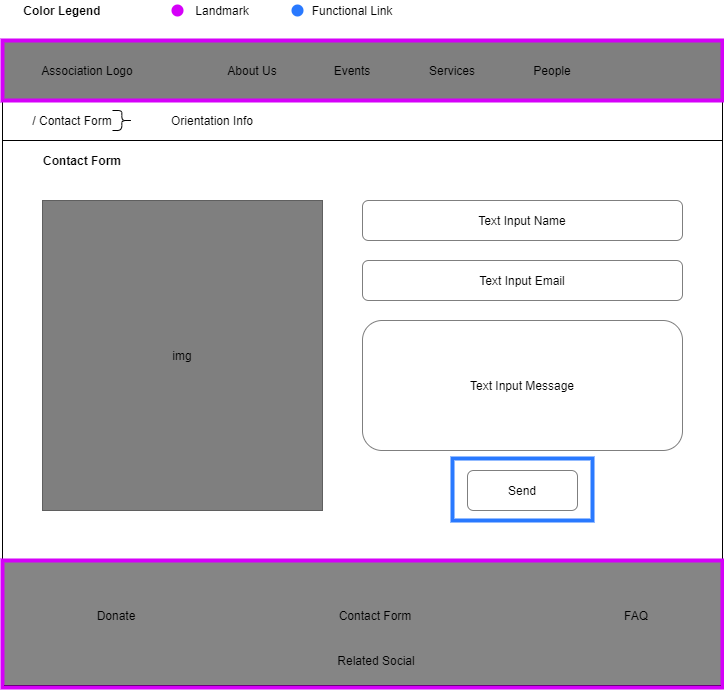 Color Legend Landmark Functional Link
Association Logo About Us Events Services People
/ Contact Form Orientation Info
Contact Form
Text Input Name
Text Input Email
img
Text Input Message
Send
Donate Contact Form FAQ
Related Social